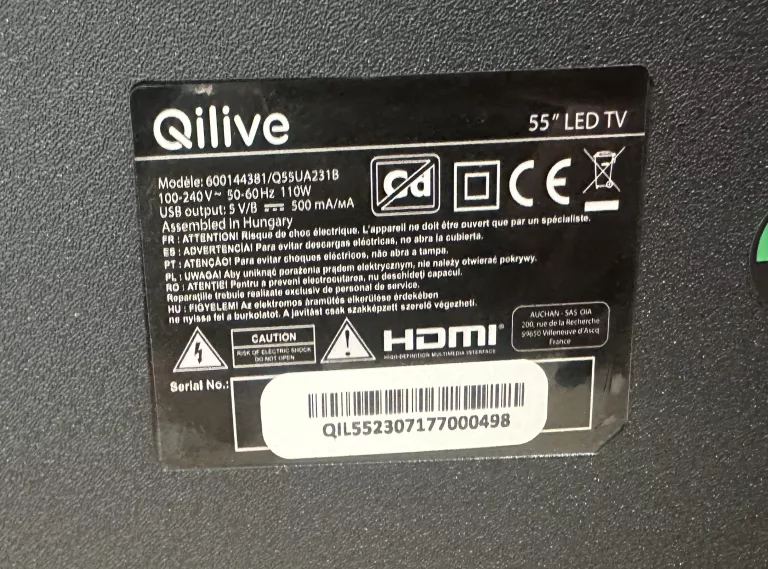 Qilive
55" LED TV
Modèle: 600144381/Q55UA231B
100-240V~ 50-60Hz 110W
USB output: 5 V/B ⎓ 500 mA/мА
Assembled in Hungary
Cd
CE
FR : ATTENTION! Risque de choc électrique. L'appareil ne doit être ouvert que par un spécialiste.
ES : ADVERTENCIA! Para evitar descargas eléctricas, no abra la cubierta.
PT : ATENÇÃO! Para evitar choques eléctricos, não abra a tampa.
PL : UWAGA! Aby uniknąć porażenia prądem elektrycznym, nie należy otwierać pokrywy.
RO : ATENȚIE! Pentru a preveni electrocutarea, nu deschideți capacul.
Reparațiile trebuie realizate exclusiv de personal de service.
HU : FIGYELEM! Az elektromos áramütés elkerülése érdekében
ne nyissa fel a burkolatot. A javítást csak szakképzett szerelő végezheti.
CAUTION
RISK OF ELECTRIC SHOCK
DO NOT OPEN
HDMI
HIGH-DEFINITION MULTIMEDIA INTERFACE
AUCHAN - SAS OIA
200, rue de la Recherche
59650 Villeneuve d'Ascq
France
Serial No.:
QIL552307177000498